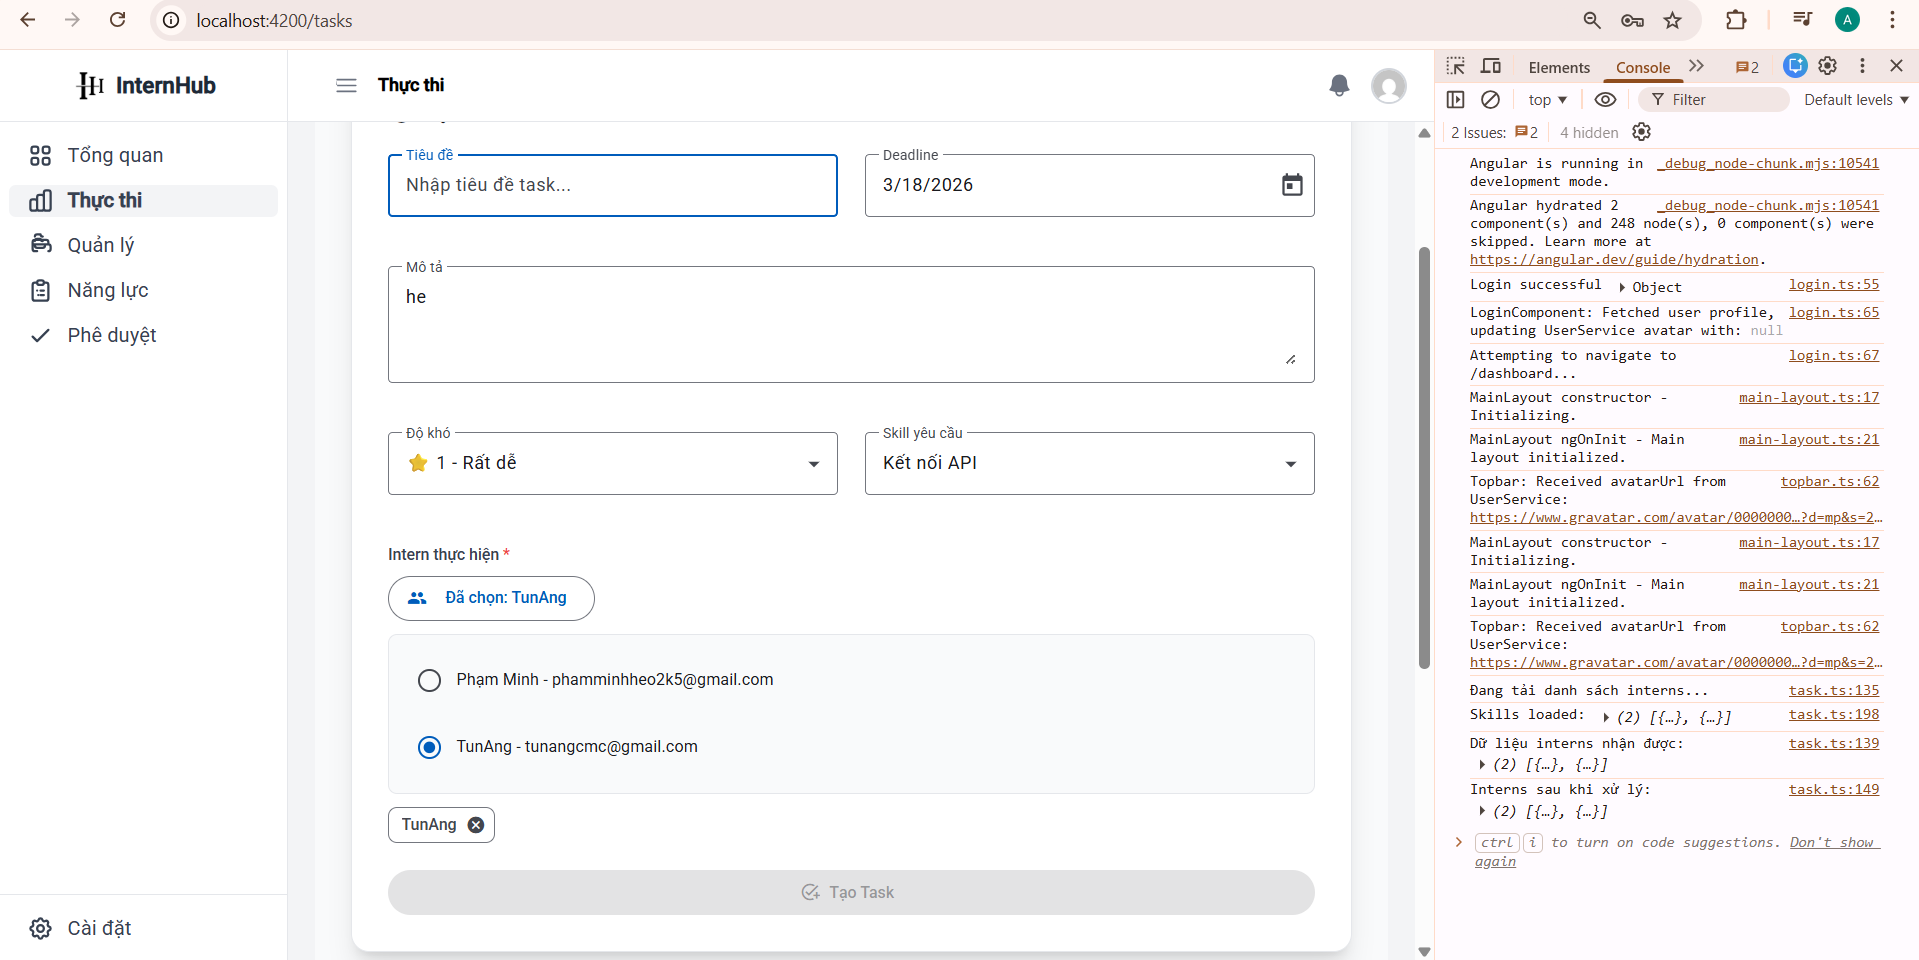 localhost:4200/tasks
A
InternHub
Thực thi
Tổng quan
Thực thi
Quản lý
Năng lực
Phê duyệt
Cài đặt
Tiêu đề
Nhập tiêu đề task...
Deadline
3/18/2026
Mô tả
he
Độ khó
1 - Rất dễ
Skill yêu cầu
Kết nối API
Intern thực hiện *
Đã chọn: TunAng
Phạm Minh - phamminhheo2k5@gmail.com
TunAng - tunangcmc@gmail.com
TunAng
Tạo Task
Elements
Console
2
top
Filter
Default levels
2 Issues: 2
4 hidden
Angular is running in _debug_node-chunk.mjs:10541
development mode.
Angular hydrated 2 _debug_node-chunk.mjs:10541
component(s) and 248 node(s), 0 component(s) were
skipped. Learn more at
https://angular.dev/guide/hydration.
Login successful Object login.ts:55
LoginComponent: Fetched user profile, login.ts:65
updating UserService avatar with: null
Attempting to navigate to login.ts:67
/dashboard...
MainLayout constructor - main-layout.ts:17
Initializing.
MainLayout ngOnInit - Main main-layout.ts:21
layout initialized.
Topbar: Received avatarUrl from topbar.ts:62
UserService:
https://www.gravatar.com/avatar/0000000…?d=mp&s=2…
MainLayout constructor - main-layout.ts:17
Initializing.
MainLayout ngOnInit - Main main-layout.ts:21
layout initialized.
Topbar: Received avatarUrl from topbar.ts:62
UserService:
https://www.gravatar.com/avatar/0000000…?d=mp&s=2…
Đang tải danh sách interns... task.ts:135
Skills loaded: (2) [{…}, {…}] task.ts:198
Dữ liệu interns nhận được: task.ts:139
(2) [{…}, {…}]
Interns sau khi xử lý: task.ts:149
(2) [{…}, {…}]
ctrl i to turn on code suggestions. Don't show
again